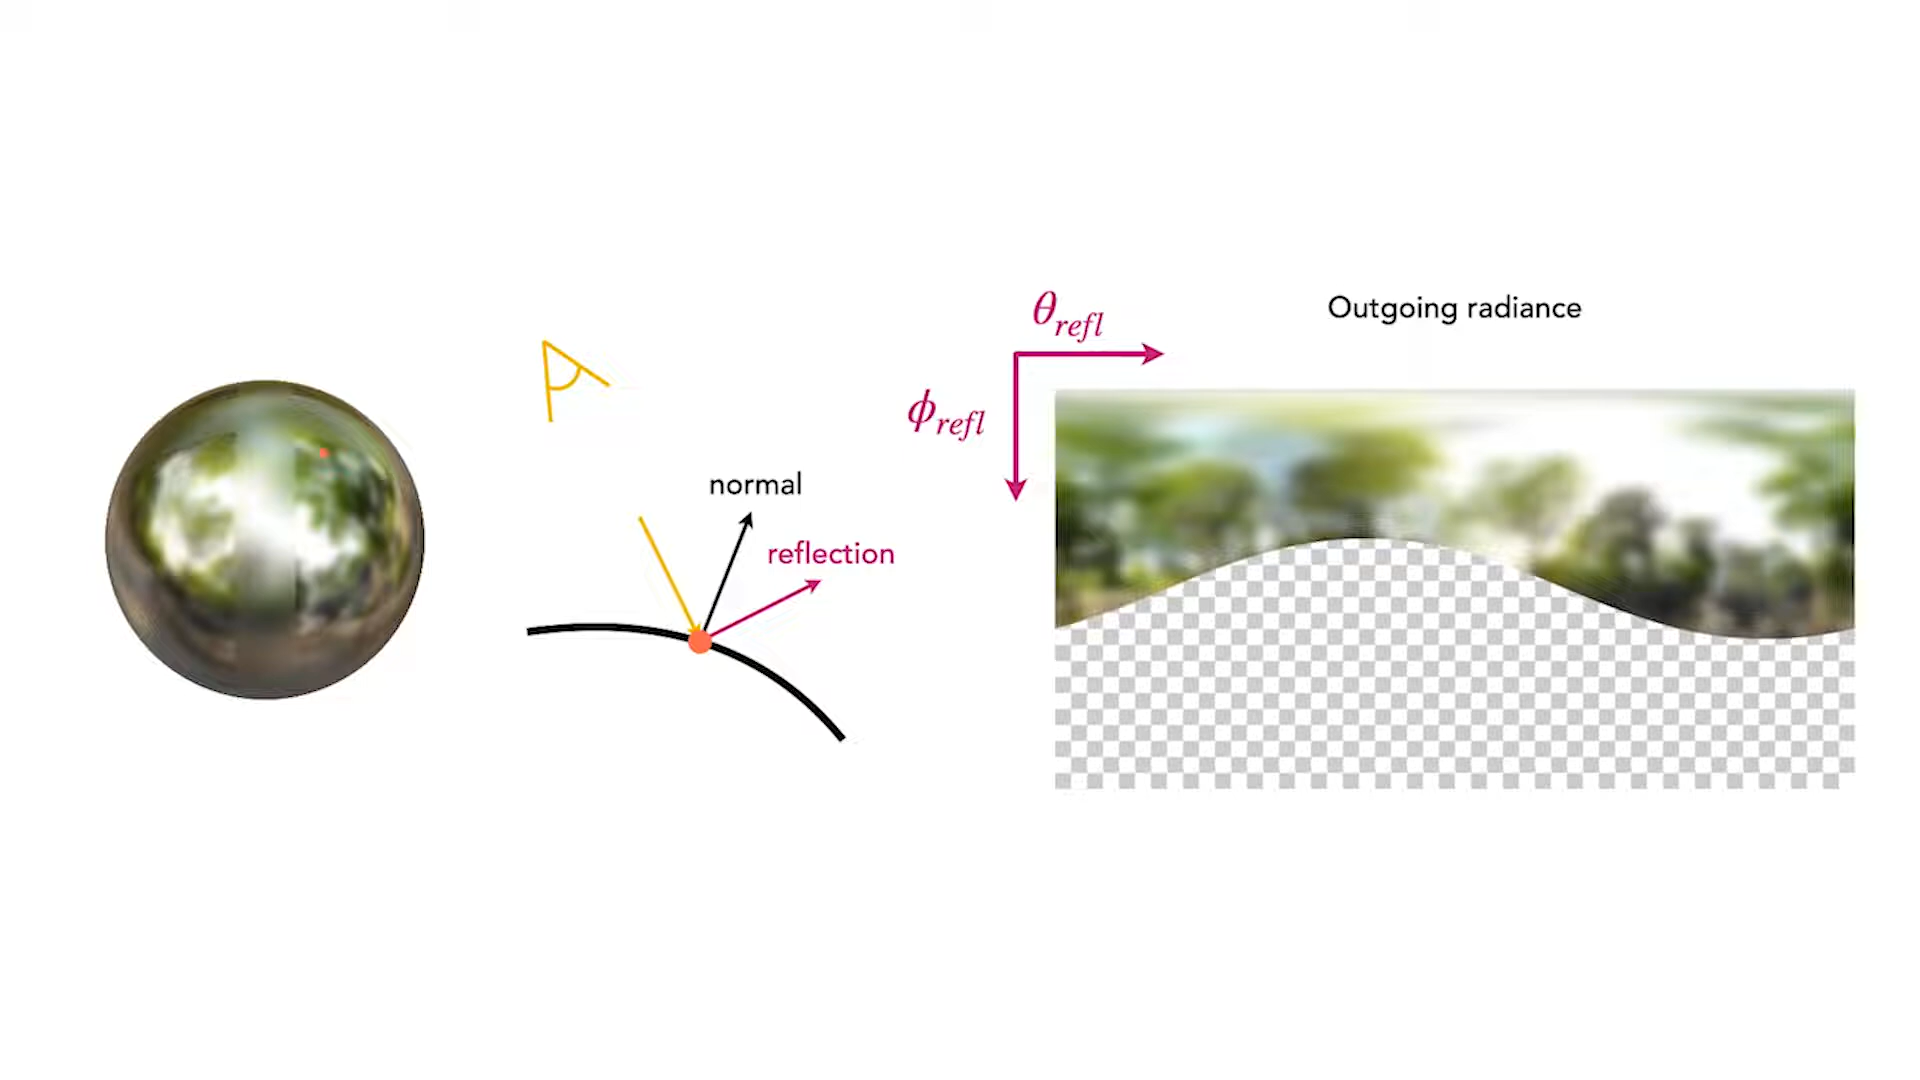 θrefl
Outgoing radiance
ϕrefl
normal
reflection